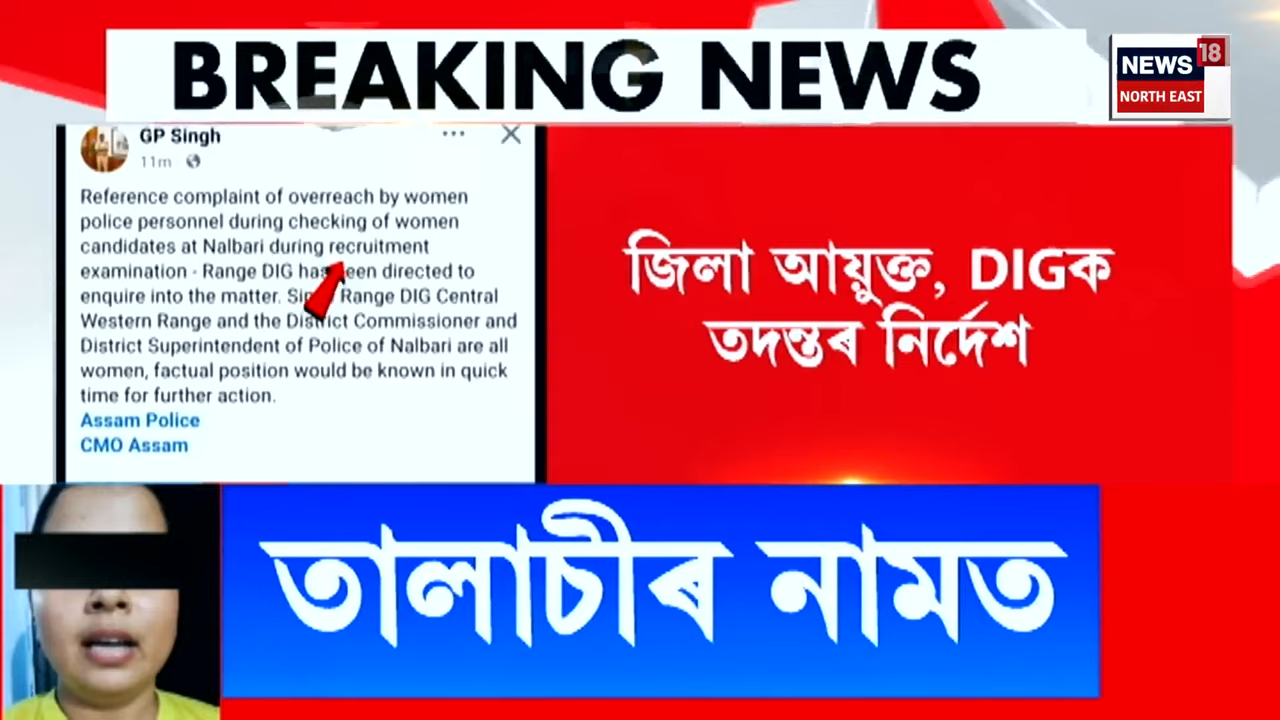 BREAKING NEWS
NEWS 18
NORTH EAST
GP Singh
11m
Reference complaint of overreach by women
police personnel during checking of women
candidates at Nalbari during recruitment
examination - Range DIG has been directed to
enquire into the matter. Range DIG Central
Western Range and the District Commissioner and
District Superintendent of Police of Nalbari are all
women, factual position would be known in quick
time for further action.
Assam Police
CMO Assam
জিলা আয়ুক্ত, DIGক
তদন্তৰ নিৰ্দেশ
তালাচীৰ নামত